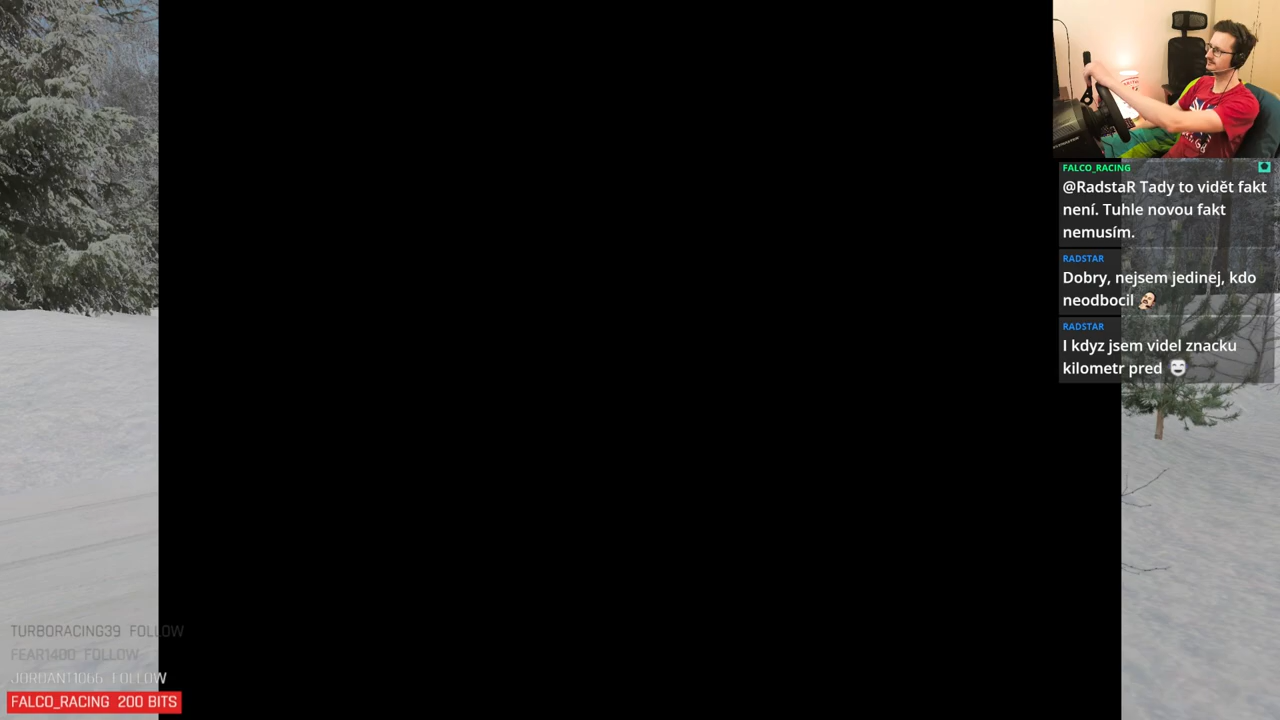 FALCO_RACING
@RadstaR Tady to vidět fakt
není. Tuhle novou fakt
nemusím.
RADSTAR
Dobry, nejsem jedinej, kdo
neodbocil
RADSTAR
I kdyz jsem videl znacku
kilometr pred
TURBORACING39 FOLLOW
FEAR1400 FOLLOW
JORDAN11066 FOLLOW
FALCO_RACING 200 BITS